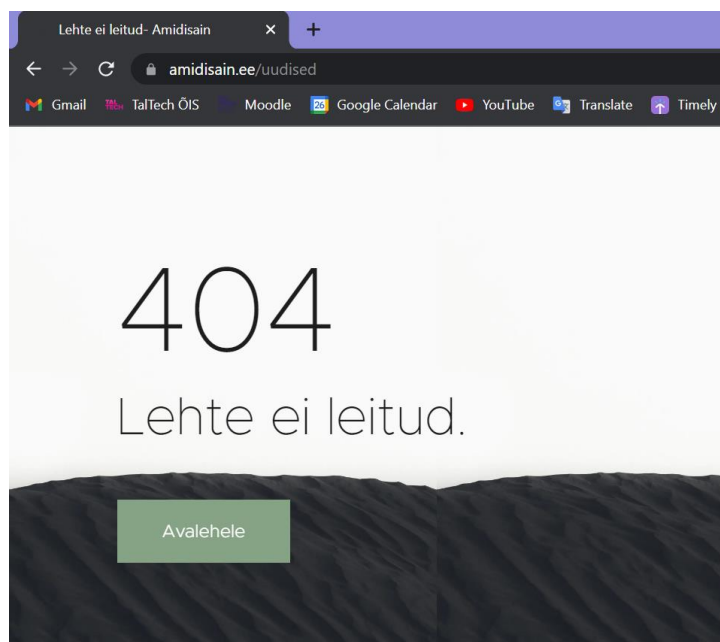 Lehte ei leitud- Amidisain
amidisain.ee/uudised
Gmail TalTech ÕIS Moodle 26 Google Calendar YouTube Translate Timely
404
Lehte ei leitud.
Avalehele